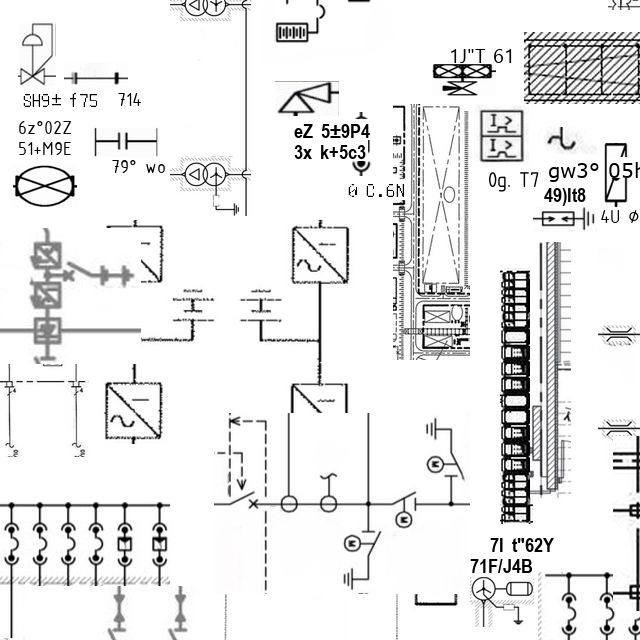 1J"T 61
SH9± f75 714
6z°02Z
51+M9E
79° wo
eZ 5±9P4
3x k+5c3
0 C.6N
0g. T7
gw3° 05h
49)lt8
4U ø
7l t"62Y
71F/J4B
M
M
M